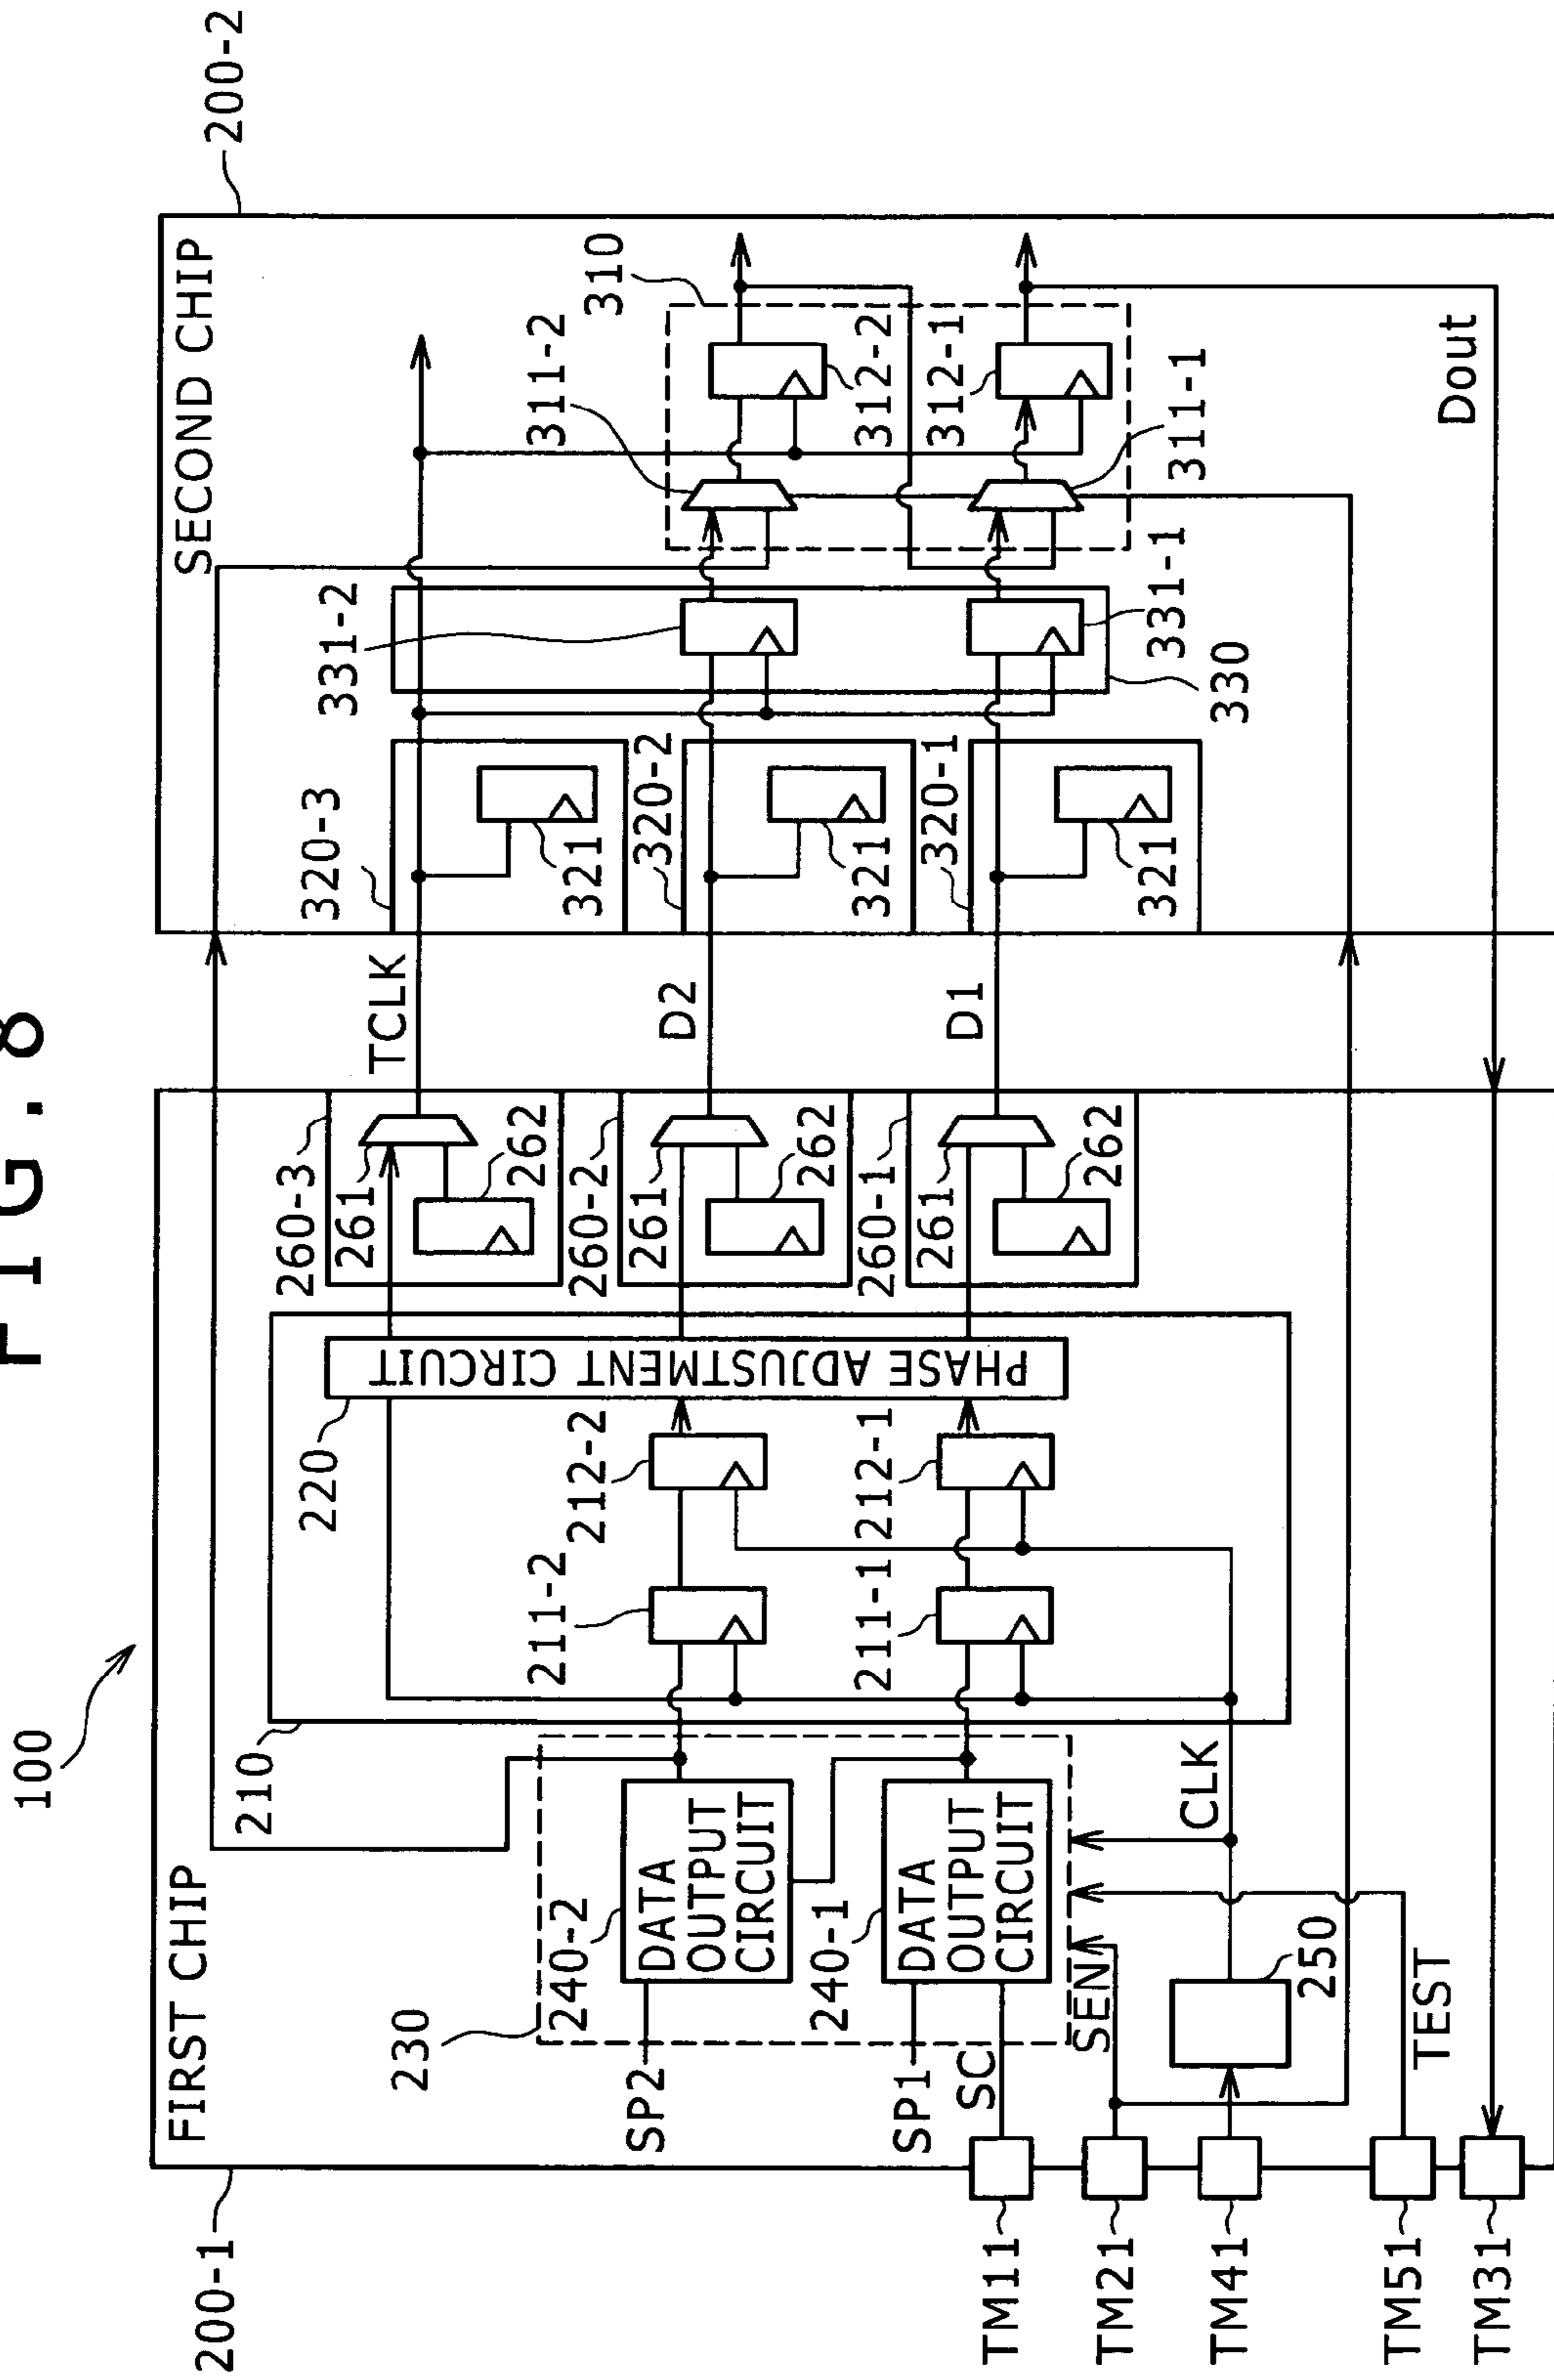 FIG.8
100
200-1
FIRST CHIP
200-2
SECOND CHIP
210
220
230
240-2
DATA
OUTPUT
CIRCUIT
240-1
DATA
OUTPUT
CIRCUIT
SP2
SP1
SC
SEN
CLK
250
TEST
TM11
TM21
TM41
TM51
TM31
211-2
212-2
211-1
212-1
PHASE ADJUSTMENT CIRCUIT
260-3
261
262
260-2
261
262
260-1
261
262
TCLK
D2
D1
320-3
321
320-2
321
320-1
321
331-2
331-1
330
311-2
310
312-2
312-1
311-1
Dout